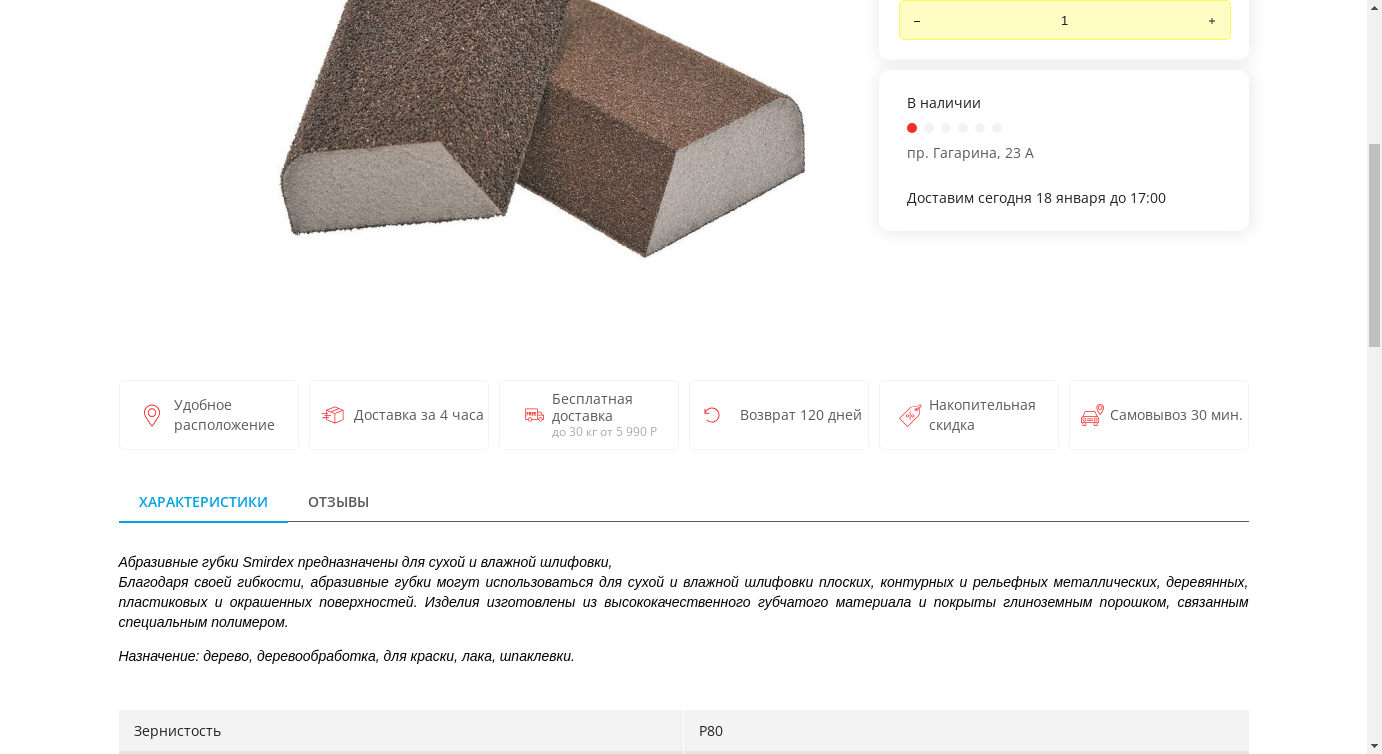 – 1 +
В наличии
пр. Гагарина, 23 А
Доставим сегодня 18 января до 17:00
Удобное
расположение
Доставка за 4 часа
Бесплатная
доставка
до 30 кг от 5 990 Р
Возврат 120 дней
Накопительная
скидка
Самовывоз 30 мин.
ХАРАКТЕРИСТИКИ ОТЗЫВЫ
Абразивные губки Smirdex предназначены для сухой и влажной шлифовки,
Благодаря своей гибкости, абразивные губки могут использоваться для сухой и влажной шлифовки плоских, контурных и рельефных металлических, деревянных,
пластиковых и окрашенных поверхностей. Изделия изготовлены из высококачественного губчатого материала и покрыты глиноземным порошком, связанным
специальным полимером.
Назначение: дерево, деревообработка, для краски, лака, шпаклевки.
Зернистость P80